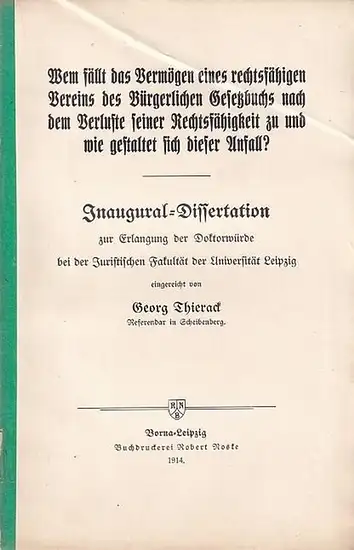 Wem fällt das Vermögen eines rechtsfähigen
Vereins des Bürgerlichen Gesetzbuchs nach
dem Verluste seiner Rechtsfähigkeit zu und
wie gestaltet sich dieser Anfall?
Inaugural-Dissertation
zur Erlangung der Doktorwürde
bei der Juristischen Fakultät der Universität Leipzig
eingereicht von
Georg Thierack
Referendar in Scheibenberg.
RN
B
Borna-Leipzig
Buchdruckerei Robert Noske
1914.